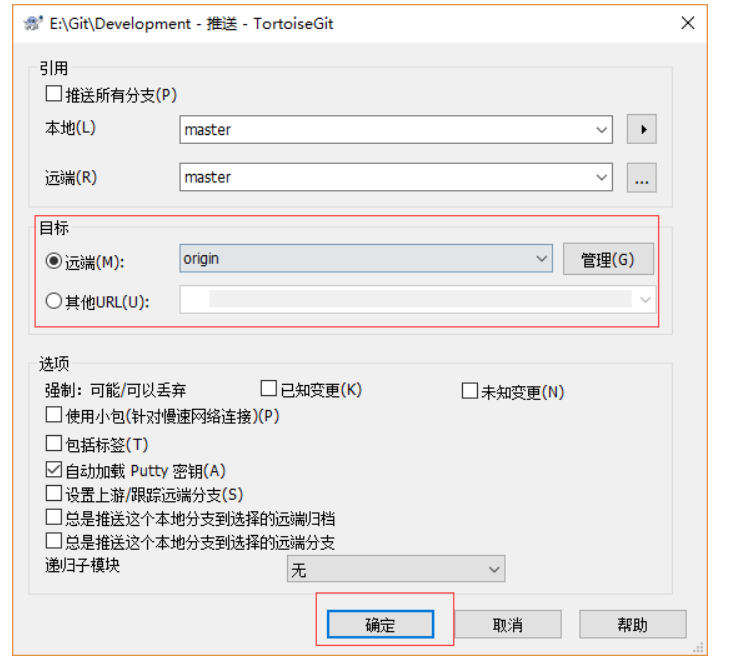 E:\Git\Development - 推送 - TortoiseGit
引用
推送所有分支(P)
本地(L) master
远端(R) master ...
目标
远端(M): origin 管理(G)
其他URL(U):
选项
强制：可能/可以丢弃 已知变更(K) 未知变更(N)
使用小包(针对慢速网络连接)(P)
包括标签(T)
自动加载 Putty 密钥(A)
设置上游/跟踪远端分支(S)
总是推送这个本地分支到选择的远端归档
总是推送这个本地分支到选择的远端分支
递归子模块 无
确定 取消 帮助